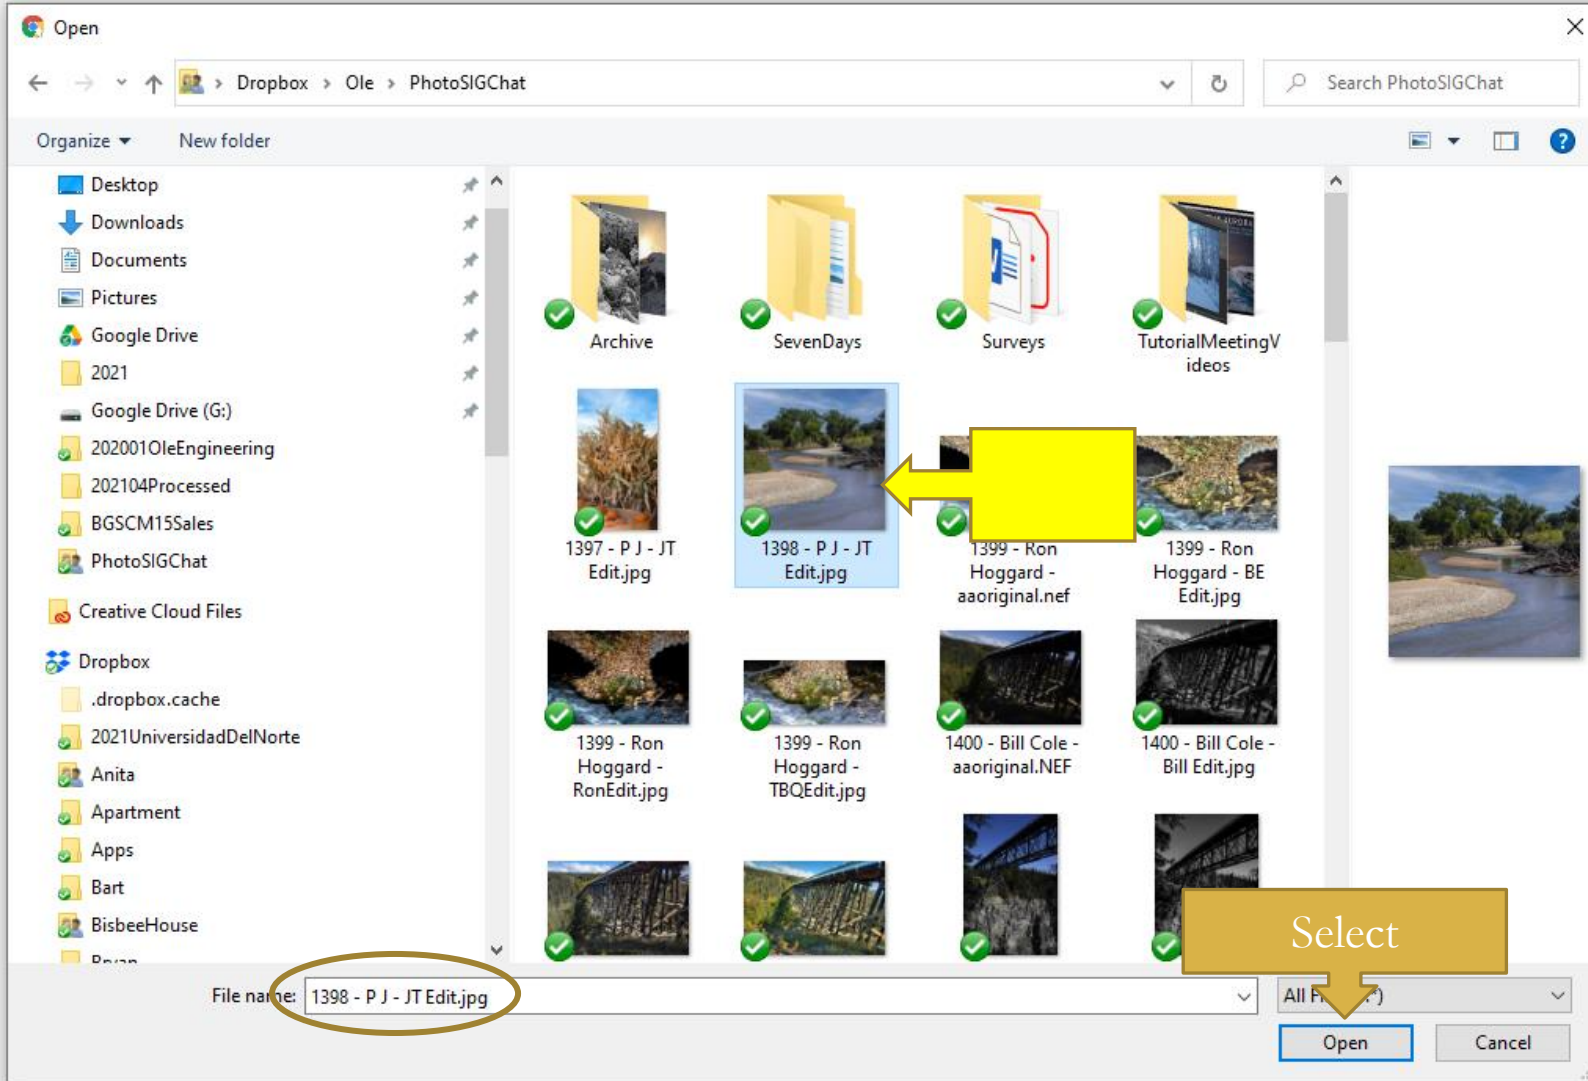 Open
Dropbox > Ole > PhotoSIGChat
Search PhotoSIGChat
Organize
New folder
Desktop
Downloads
Documents
Pictures
Google Drive
2021
Google Drive (G:)
202001OleEngineering
202104Processed
BGSCM15Sales
PhotoSIGChat
Creative Cloud Files
Dropbox
.dropbox.cache
2021UniversidadDelNorte
Anita
Apartment
Apps
Bart
BisbeeHouse
Bryan
Archive
SevenDays
Surveys
TutorialMeetingV
ideos
1397 - P J - JT
Edit.jpg
1398 - P J - JT
Edit.jpg
1399 - Ron
Hoggard -
aaoriginal.nef
1399 - Ron
Hoggard - BE
Edit.jpg
1399 - Ron
Hoggard -
RonEdit.jpg
1399 - Ron
Hoggard -
TBQEdit.jpg
1400 - Bill Cole -
aaoriginal.NEF
1400 - Bill Cole -
Bill Edit.jpg
Select
File name: 1398 - P J - JT Edit.jpg
All
Open
Cancel